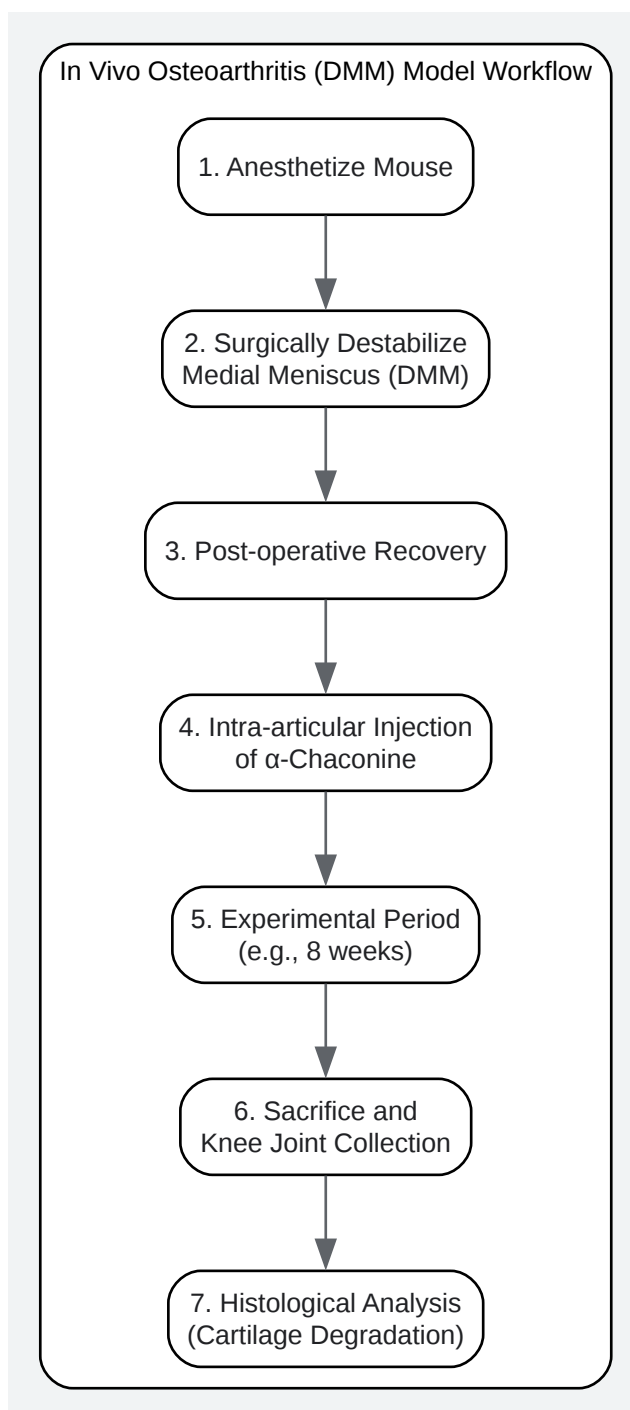 In Vivo Osteoarthritis (DMM) Model Workflow
1. Anesthetize Mouse
2. Surgically Destabilize
Medial Meniscus (DMM)
3. Post-operative Recovery
4. Intra-articular Injection
of α-Chaconine
5. Experimental Period
(e.g., 8 weeks)
6. Sacrifice and
Knee Joint Collection
7. Histological Analysis
(Cartilage Degradation)